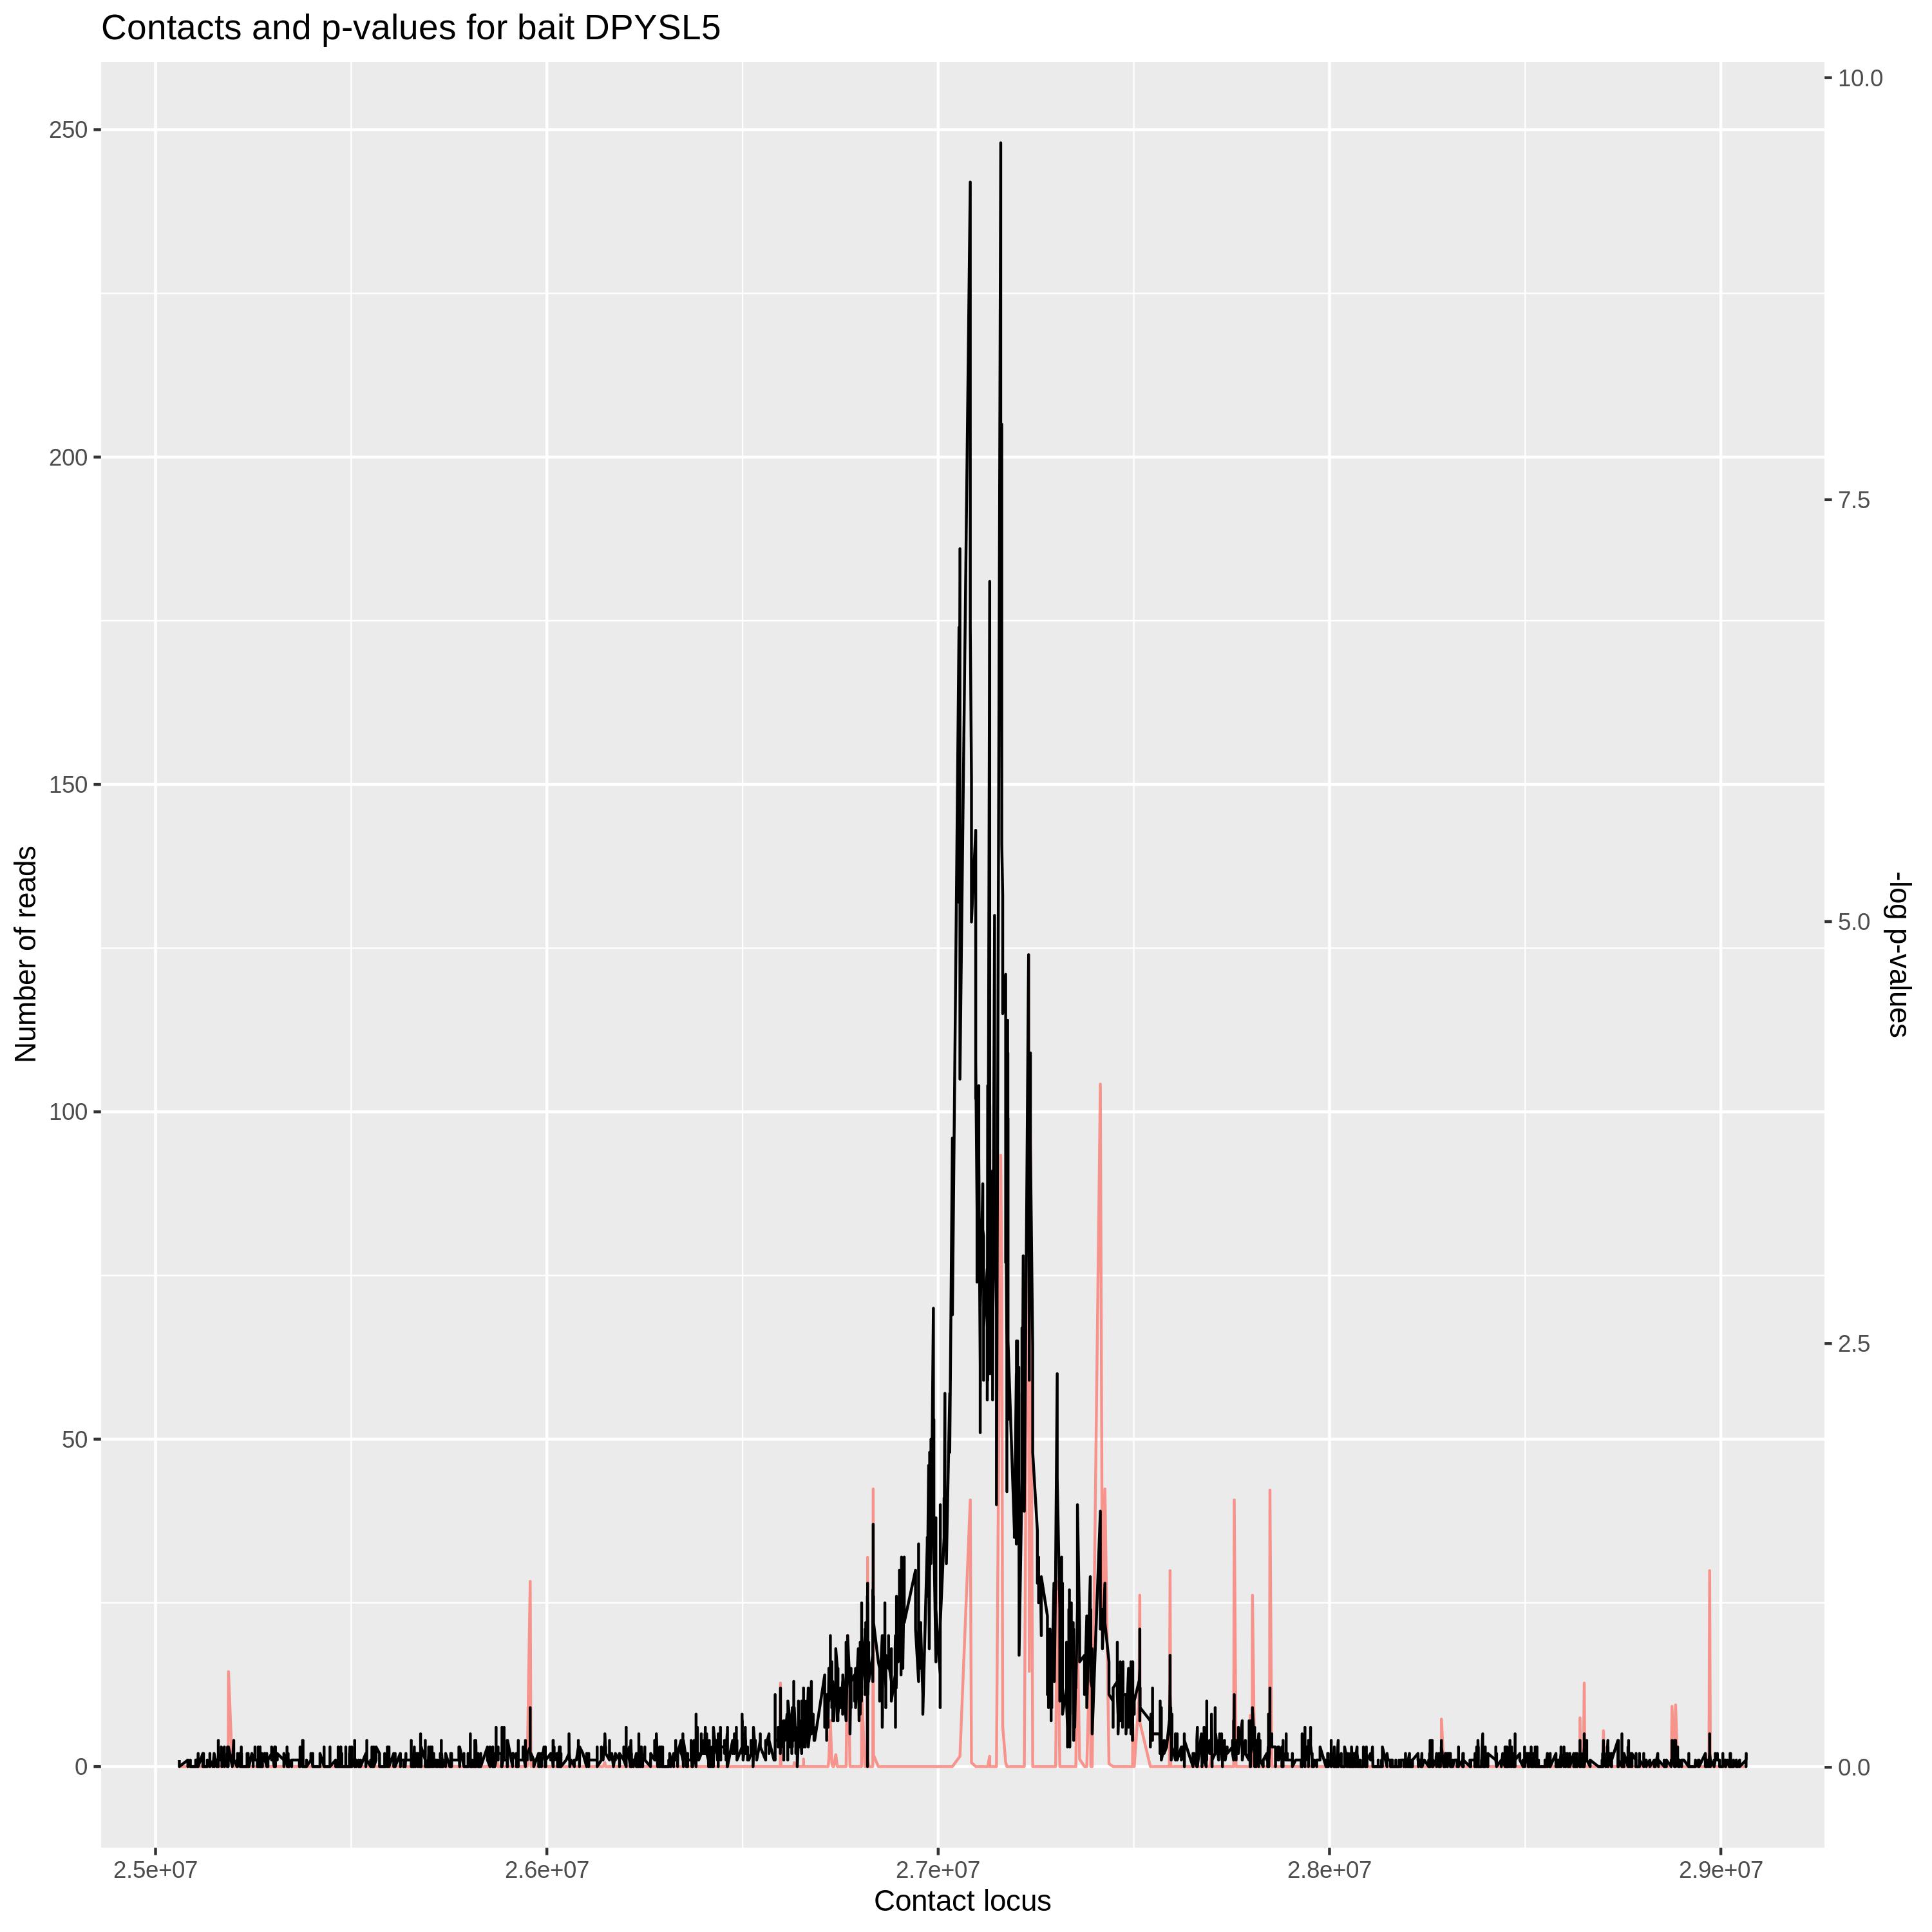 Contacts and p-values for bait DPYSL5
Number of reads
250
200
150
100
50
0
10.0
7.5
5.0
2.5
0.0
-log p-values
2.5e+07
2.6e+07
2.7e+07
2.8e+07
2.9e+07
Contact locus